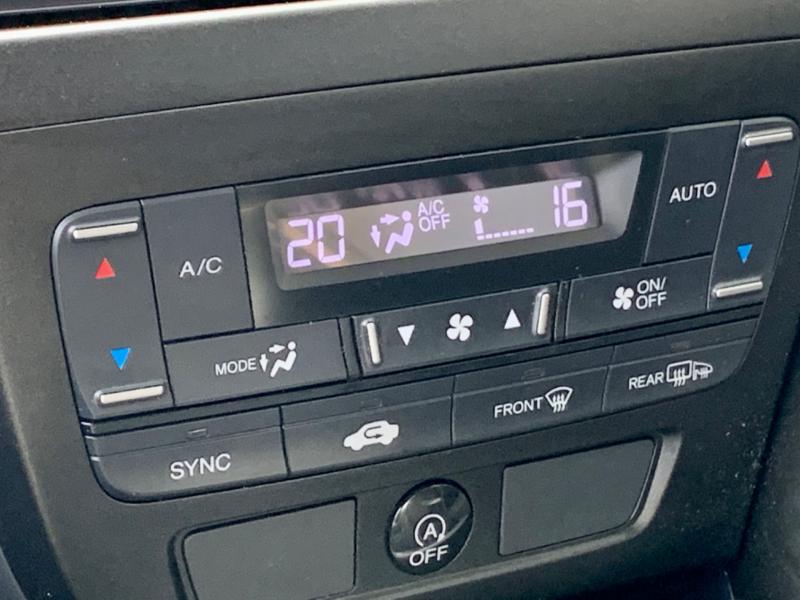 20
A/C
OFF
16
AUTO
A/C
ON/
OFF
MODE
FRONT
REAR
SYNC
A
OFF